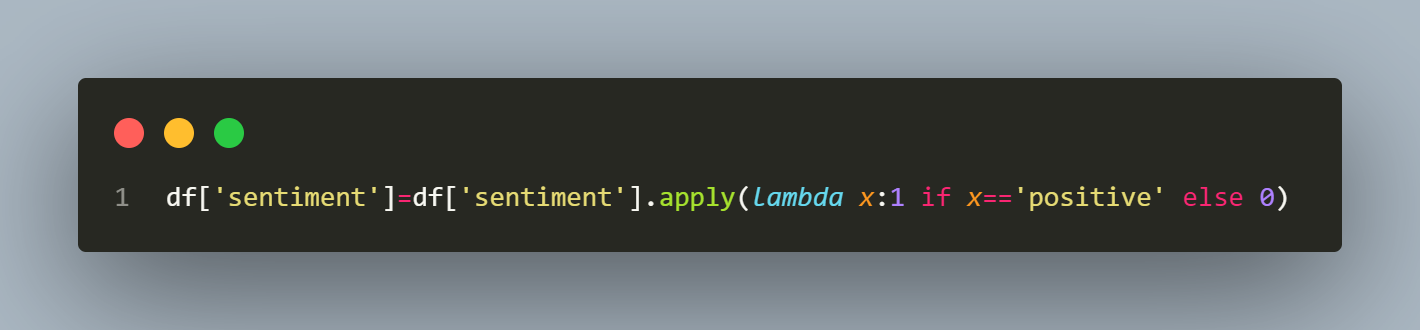 1 df['sentiment']=df['sentiment'].apply(lambda x:1 if x=='positive' else 0)